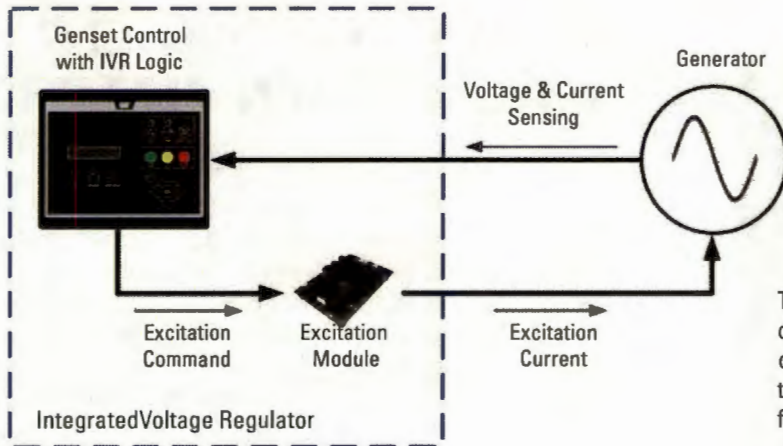 Genset Control
with IVR Logic
Generator
Voltage & Current
Sensing
Excitation
Command
Excitation
Module
Excitation
Current
IntegratedVoltage Regulator